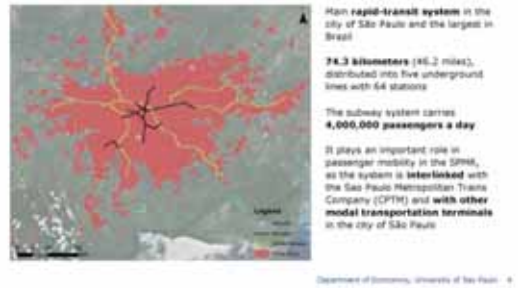 Main rapid-transit system in the
city of São Paulo and the largest in
Brazil
74.3 kilometers (46.2 miles),
distributed into five underground
lines with 64 stations
The subway system carries
4,000,000 passengers a day
It plays an important role in
passenger mobility in the SPMR,
as the system is interlinked with
the Sao Paulo Metropolitan Trains
Company (CPTM) and with other
modal transportation terminals
in the city of São Paulo
Legend
Department of Economics, University of Sao Paulo